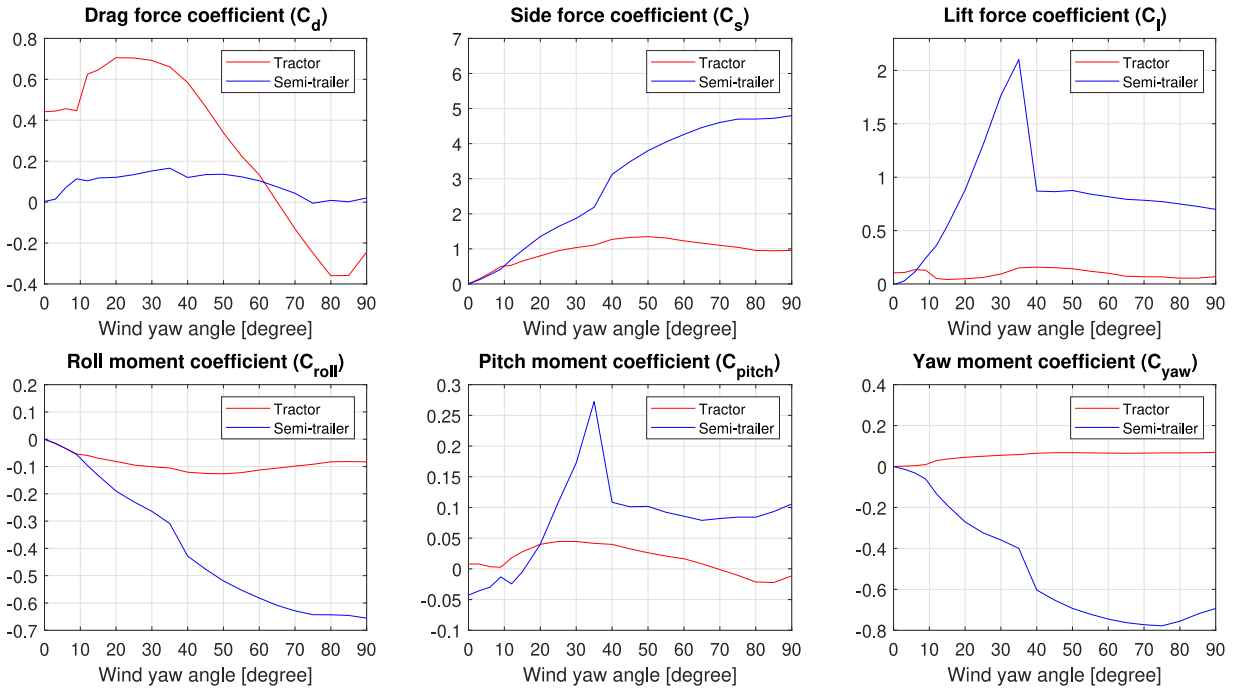 Drag force coefficient (C_d)
0.8
0.6
0.4
0.2
0
-0.2
-0.4
Tractor
Semi-trailer
0 10 20 30 40 50 60 70 80 90
Wind yaw angle [degree]
Side force coefficient (C_s)
7
6
5
4
3
2
1
0
Tractor
Semi-trailer
0 10 20 30 40 50 60 70 80 90
Wind yaw angle [degree]
Lift force coefficient (C_l)
2
1.5
1
0.5
0
Tractor
Semi-trailer
0 10 20 30 40 50 60 70 80 90
Wind yaw angle [degree]
Roll moment coefficient (C_roll)
0.2
0.1
0
-0.1
-0.2
-0.3
-0.4
-0.5
-0.6
-0.7
Tractor
Semi-trailer
0 10 20 30 40 50 60 70 80 90
Wind yaw angle [degree]
Pitch moment coefficient (C_pitch)
0.3
0.25
0.2
0.15
0.1
0.05
0
-0.05
-0.1
Tractor
Semi-trailer
0 10 20 30 40 50 60 70 80 90
Wind yaw angle [degree]
Yaw moment coefficient (C_yaw)
0.4
0.2
0
-0.2
-0.4
-0.6
-0.8
Tractor
Semi-trailer
0 10 20 30 40 50 60 70 80 90
Wind yaw angle [degree]